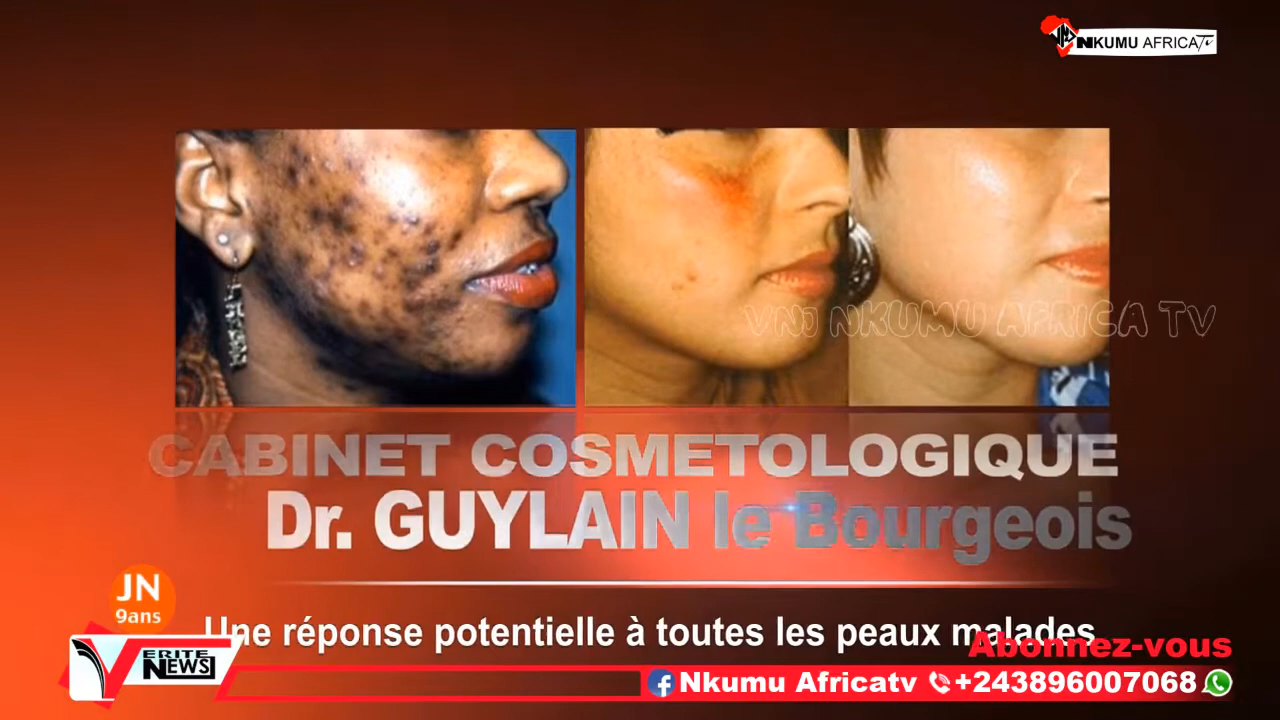 NKUMU AFRICA Tv
VNJ NKUMU AFRICA TV
CABINET COSMETOLOGIQUE
Dr. GUYLAIN le Bourgeois
JN
9ans
Une réponse potentielle à toutes les peaux malades
Abonnez-vous
VERITE
NEWS
Nkumu Africatv +243896007068